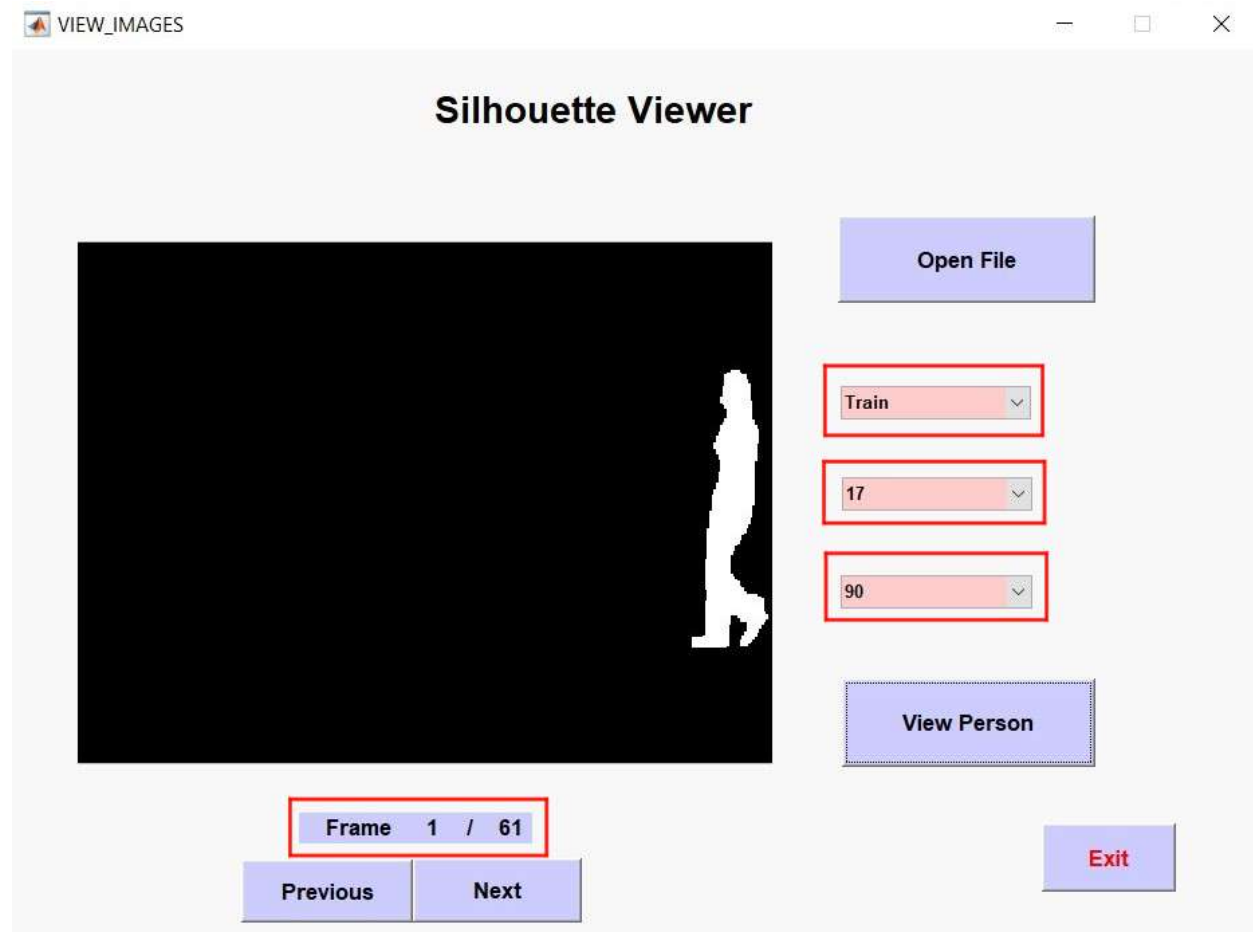 VIEW_IMAGES
Silhouette Viewer
Open File
Train
17
90
View Person
Frame 1 / 61
Previous Next
Exit